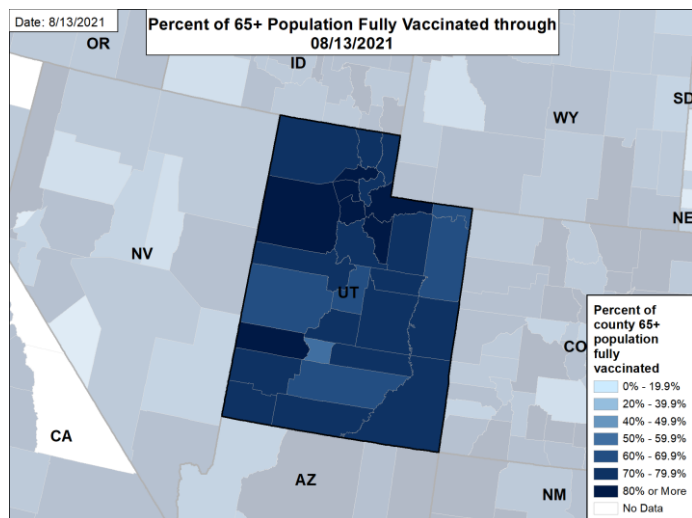 Date: 8/13/2021
Percent of 65+ Population Fully Vaccinated through
08/13/2021
OR
ID
WY
SD
NE
NV
UT
CO
CA
AZ
NM
Percent of
county 65+
population
fully
vaccinated
0% - 19.9%
20% - 39.9%
40% - 49.9%
50% - 59.9%
60% - 69.9%
70% - 79.9%
80% or More
No Data